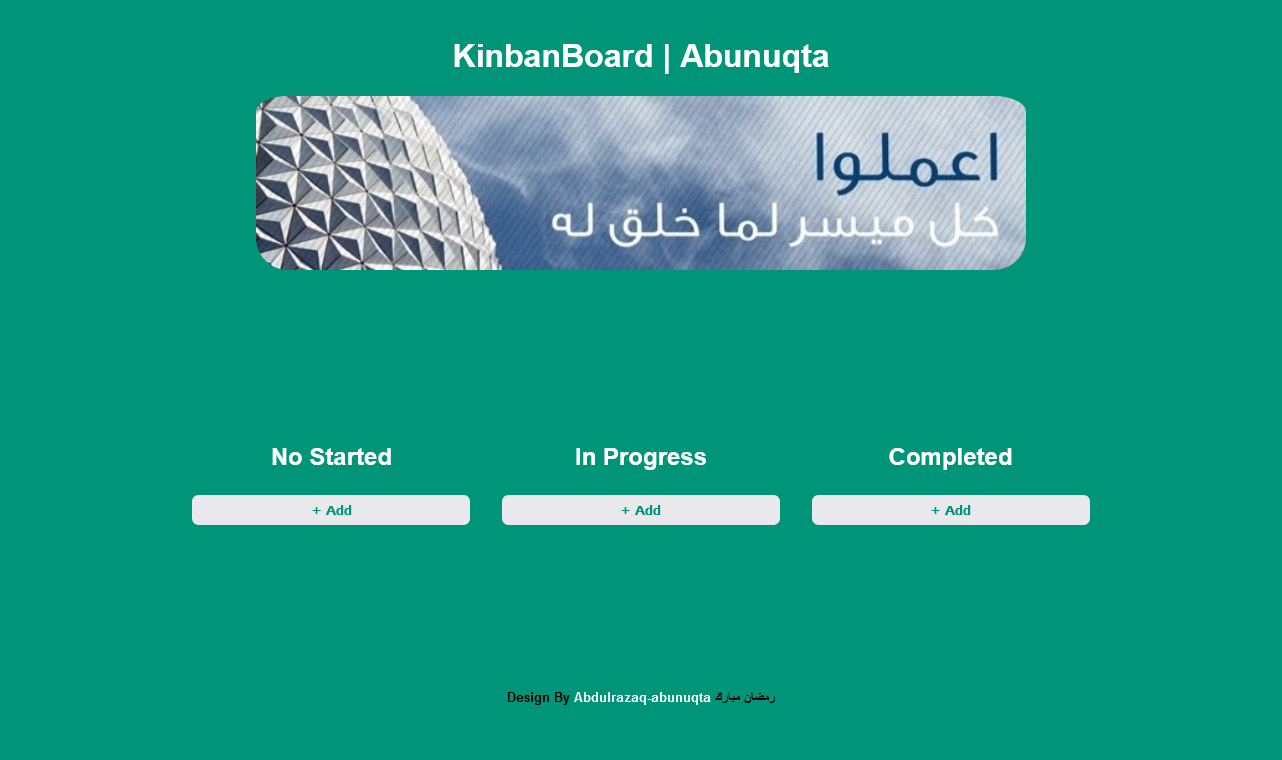 KinbanBoard | Abunuqta
اعملوا
كل ميسر لما خلق له
No Started
In Progress
Completed
+ Add
+ Add
+ Add
Design By Abdulrazaq-abunuqta رمضان مبارك